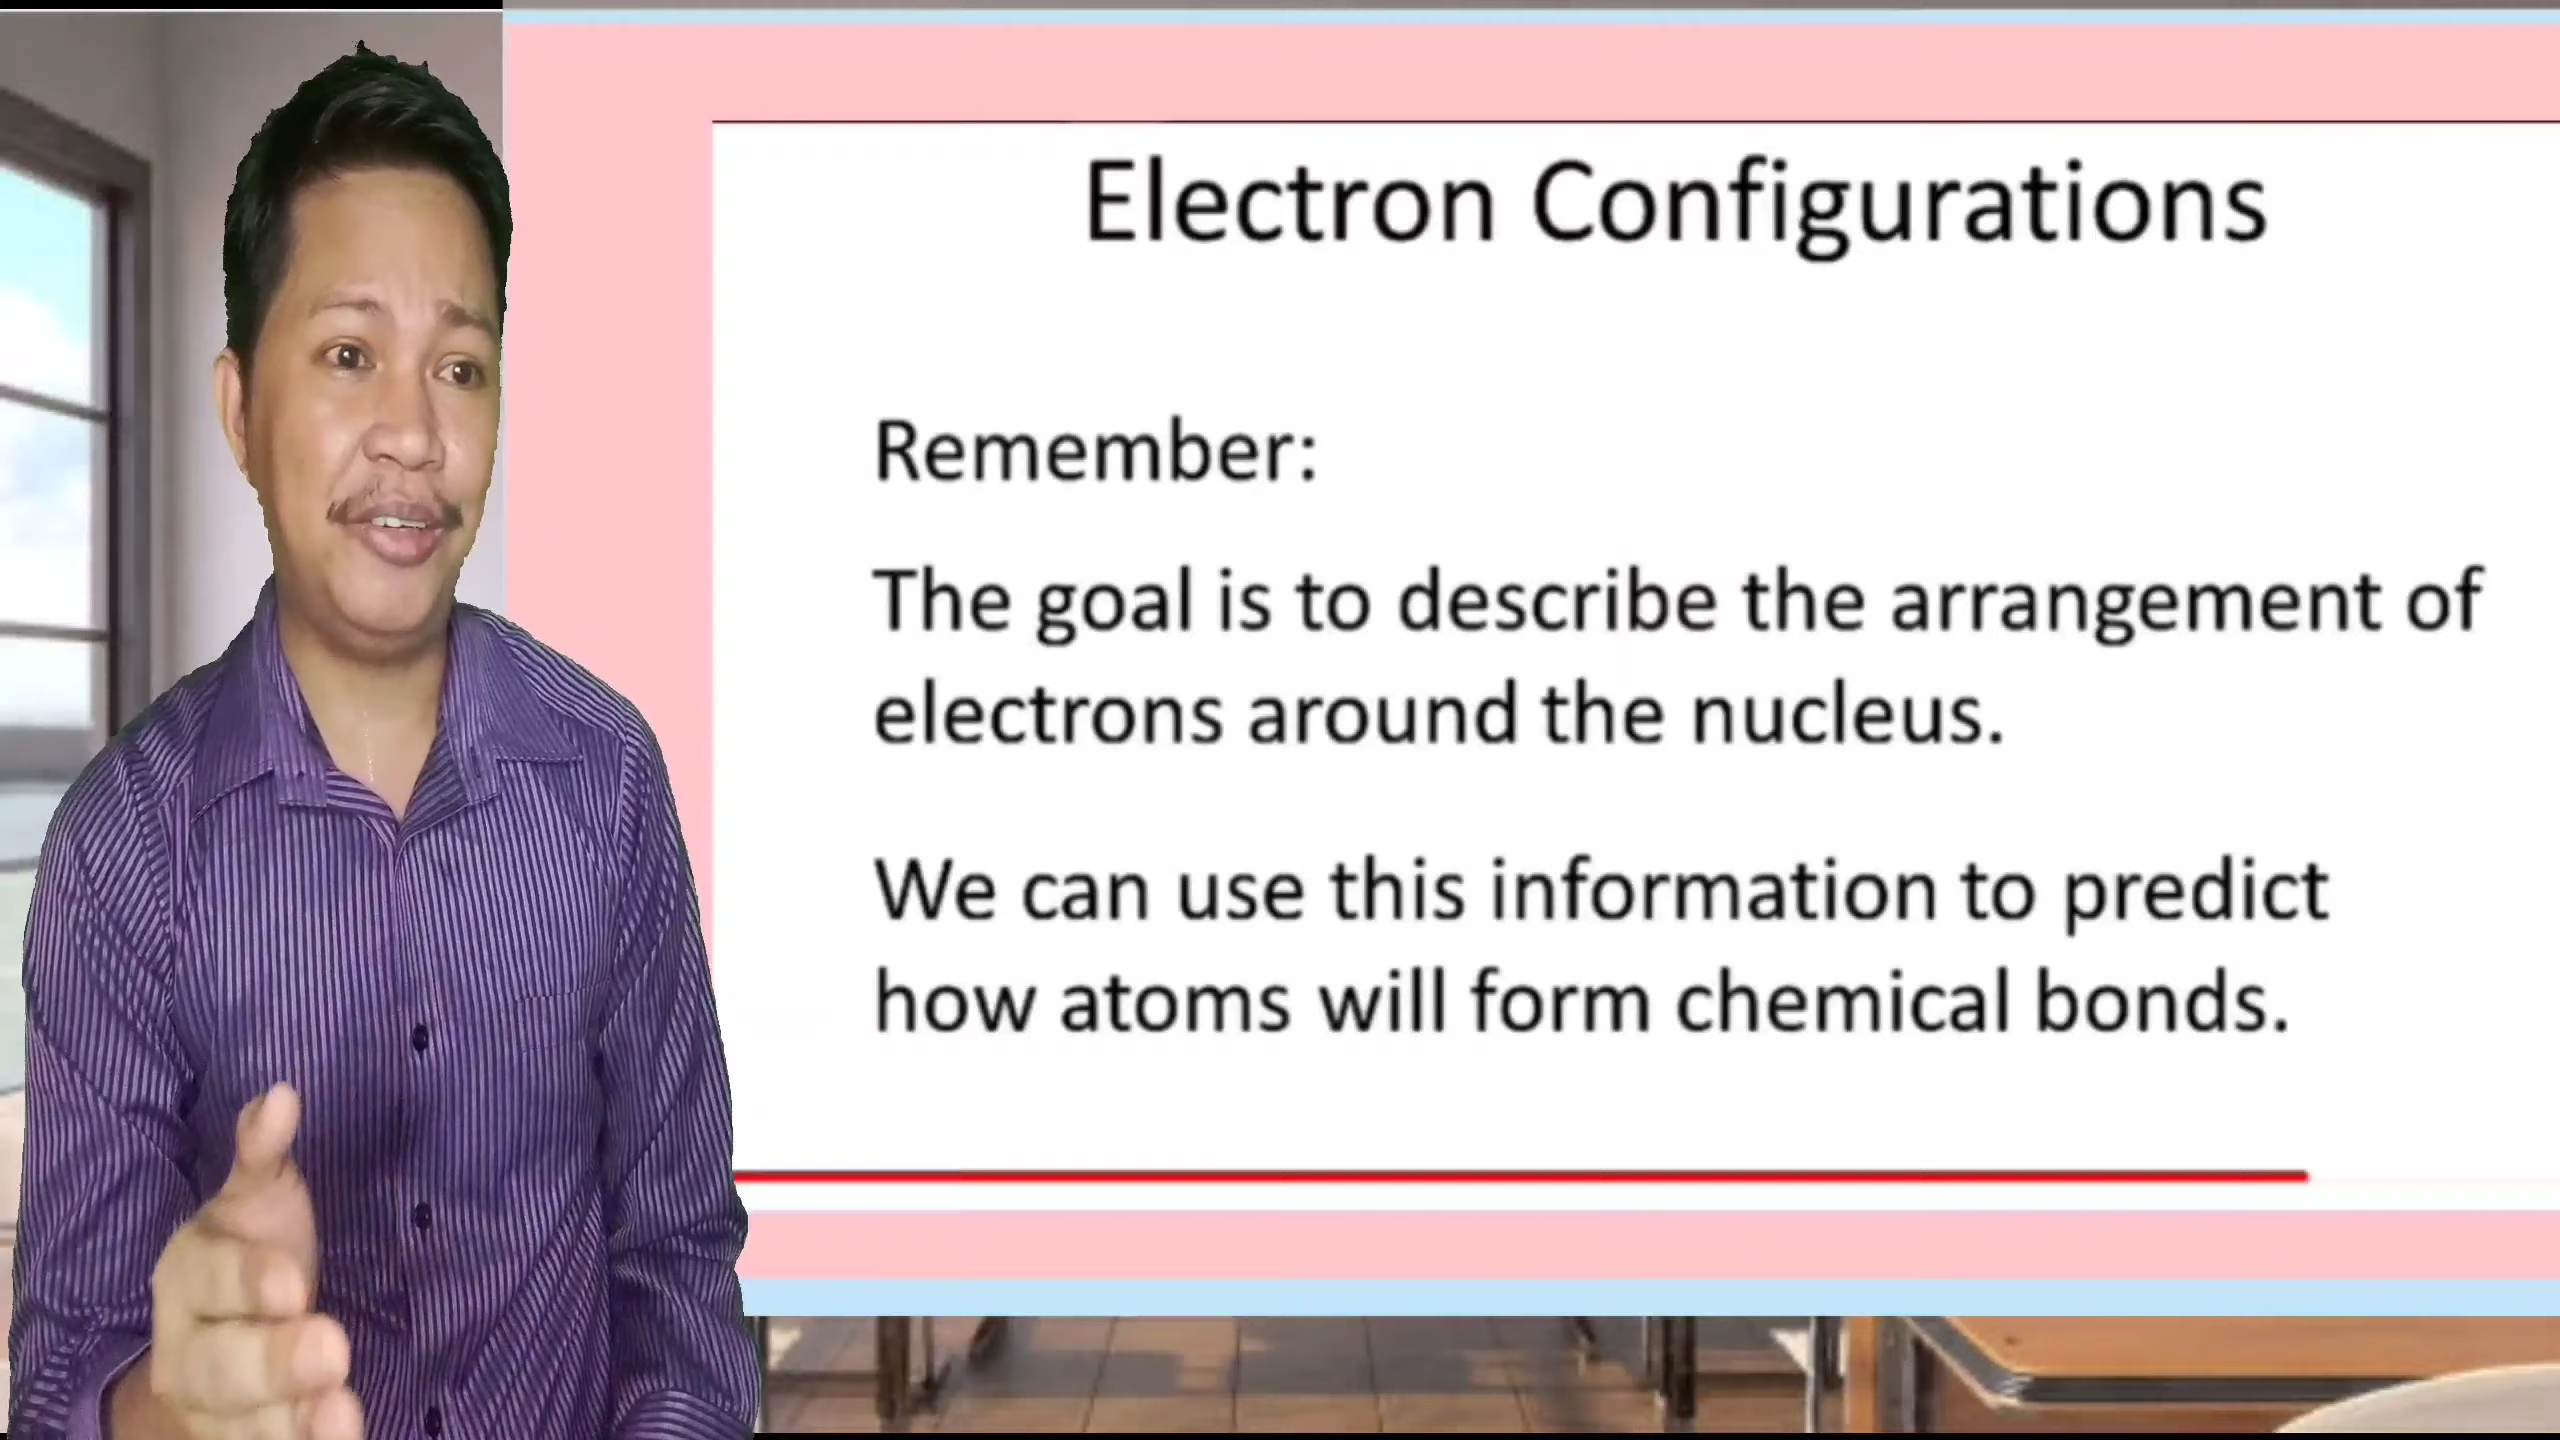 Electron Configurations
Remember:
The goal is to describe the arrangement of
electrons around the nucleus.
We can use this information to predict
how atoms will form chemical bonds.